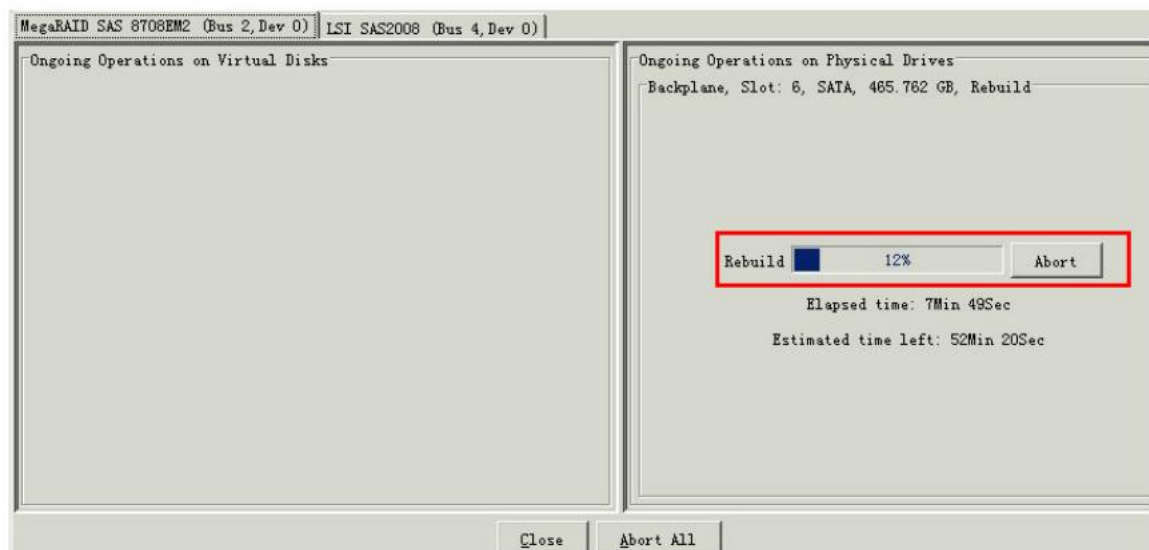 MegaRAID SAS 8708EM2 (Bus 2,Dev 0) LSI SAS2008 (Bus 4,Dev 0)
Ongoing Operations on Virtual Disks
Ongoing Operations on Physical Drives
Backplane, Slot: 6, SATA, 465.762 GB, Rebuild
Rebuild 12% Abort
Elapsed time: 7Min 49Sec
Estimated time left: 52Min 20Sec
Close Abort All